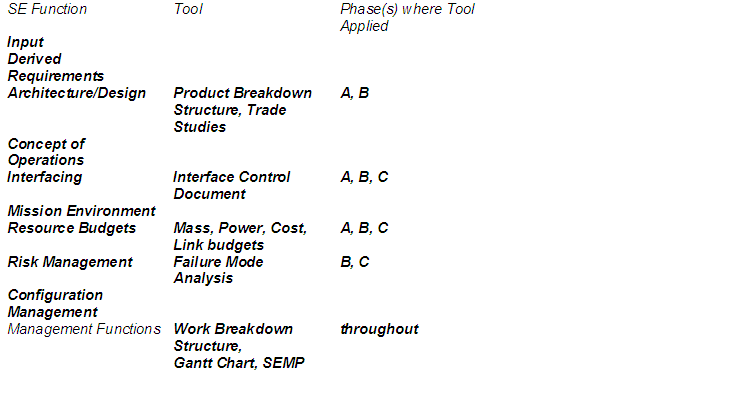 SE Function Tool Phase(s) where Tool
Applied
Input
Derived
Requirements
Architecture/Design Product Breakdown A, B
Structure, Trade
Studies
Concept of
Operations
Interfacing Interface Control A, B, C
Document
Mission Environment
Resource Budgets Mass, Power, Cost, A, B, C
Link budgets
Risk Management Failure Mode B, C
Analysis
Configuration
Management
Management Functions Work Breakdown throughout
Structure,
Gantt Chart, SEMP